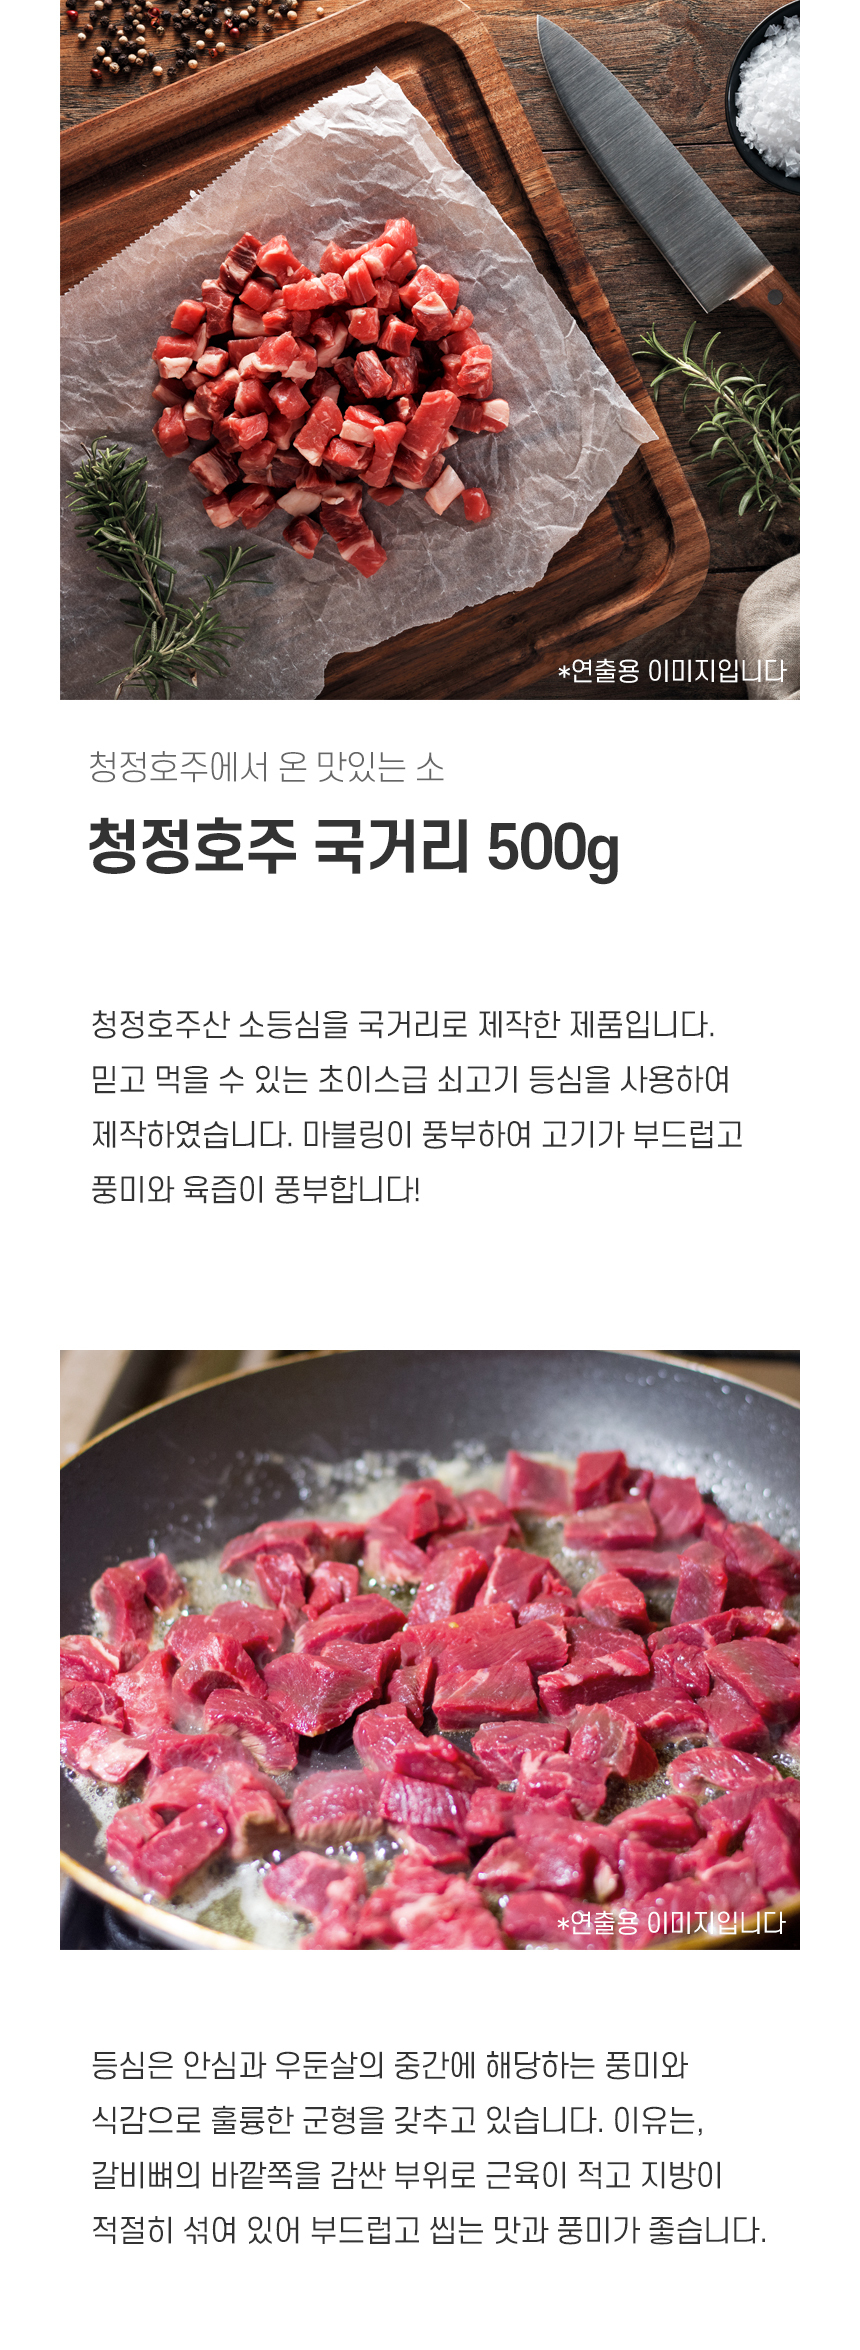 *연출용 이미지입니다
청정호주에서 온 맛있는 소
청정호주 국거리 500g
청정호주산 소등심을 국거리로 제작한 제품입니다.
믿고 먹을 수 있는 초이스급 쇠고기 등심을 사용하여
제작하였습니다. 마블링이 풍부하여 고기가 부드럽고
풍미와 육즙이 풍부합니다!
*연출용 이미지입니다
등심은 안심과 우둔살의 중간에 해당하는 풍미와
식감으로 훌륭한 균형을 갖추고 있습니다. 이유는,
갈비뼈의 바깥쪽을 감싼 부위로 근육이 적고 지방이
적절히 섞여 있어 부드럽고 씹는 맛과 풍미가 좋습니다.